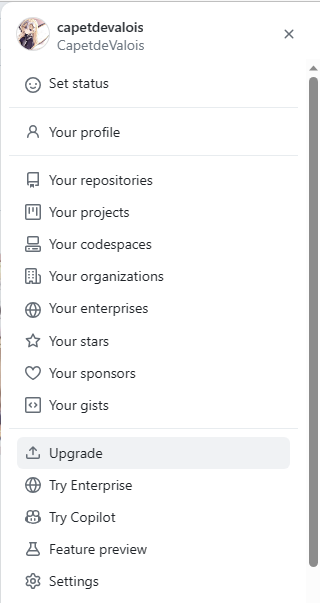 capetdevalois
CapetdeValois
Set status
Your profile
Your repositories
Your projects
Your codespaces
Your organizations
Your enterprises
Your stars
Your sponsors
Your gists
Upgrade
Try Enterprise
Try Copilot
Feature preview
Settings